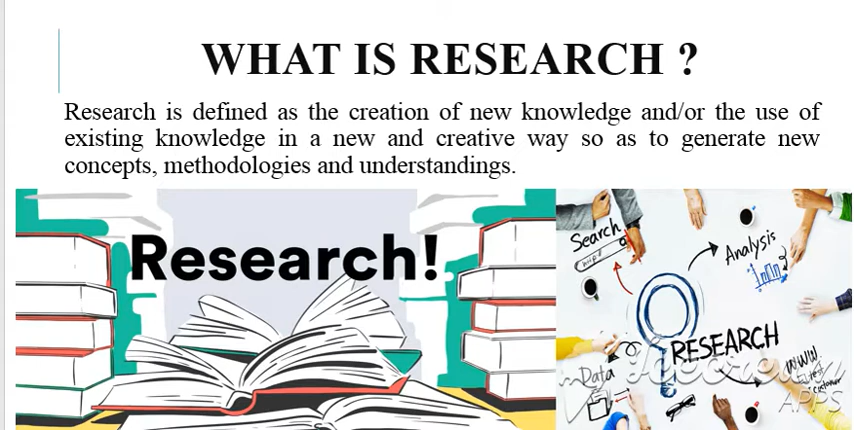 WHAT IS RESEARCH ?
Research is defined as the creation of new knowledge and/or the use of
existing knowledge in a new and creative way so as to generate new
concepts, methodologies and understandings.
Research!
Search
Analysis
RESEARCH
Data
WWW.
APPS